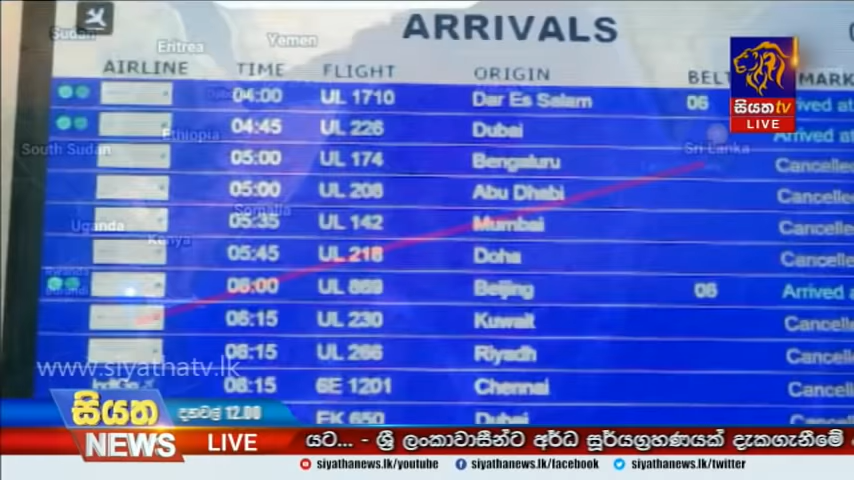 ARRIVALS
Sudan
Eritrea
Yemen
AIRLINE TIME FLIGHT ORIGIN BELT MARK
04:00 UL 1710 Dar Es Salam 06 rived at
04:45 UL 226 Dubai Arrived at
05:00 UL 174 Bengaluru Cancelle
05:00 UL 208 Abu Dhabi Cancelle
05:35 UL 142 Mumbai Cancelle
05:45 UL 218 Doha Cancelle
06:00 UL 869 Beijing 06 Arrived a
06:15 UL 230 Kuwait Cancelle
06:15 UL 266 Riyadh Cancelle
IndiGo 06:15 6E 1201 Chennai Cancelle
EK 650 Dubai
Ethiopia
South Sudan
Sri Lanka
Somalia
Uganda
Kenya
Rwanda
Burundi
සියත tv
LIVE
www.siyathatv.lk
සියත
NEWS
දහවල් 12.00
LIVE
යට... - ශ්‍රී ලංකාවාසීන්ට අර්ධ සූර්යග්‍රහණයක් දැකගැනීමේ
siyathanews.lk/youtube siyathanews.lk/facebook siyathanews.lk/twitter